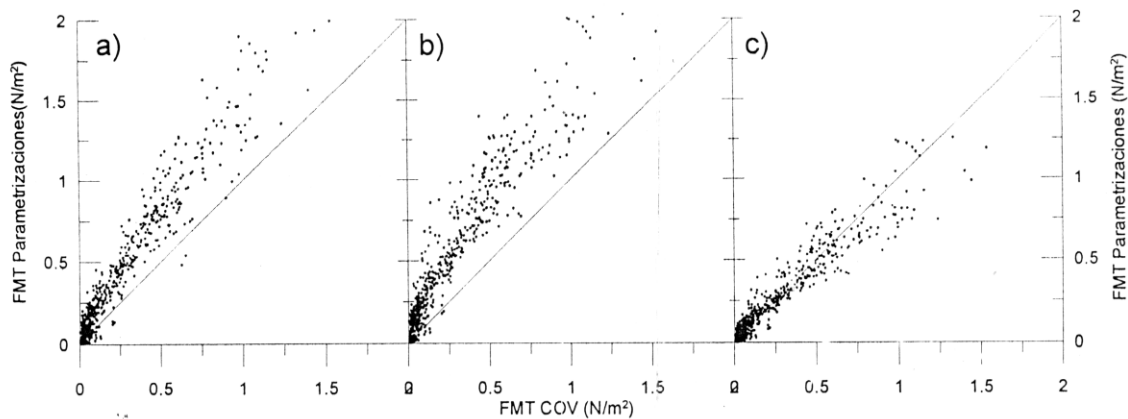 a)
b)
c)
FMT Parametrizaciones(N/m²)
2
1.5
1
0.5
0
2
1.5
1
0.5
0
FMT Parametrizaciones (N/m²)
0 0.5 1 1.5 2
0 0.5 1 1.5 2
0 0.5 1 1.5 2
FMT COV (N/m²)